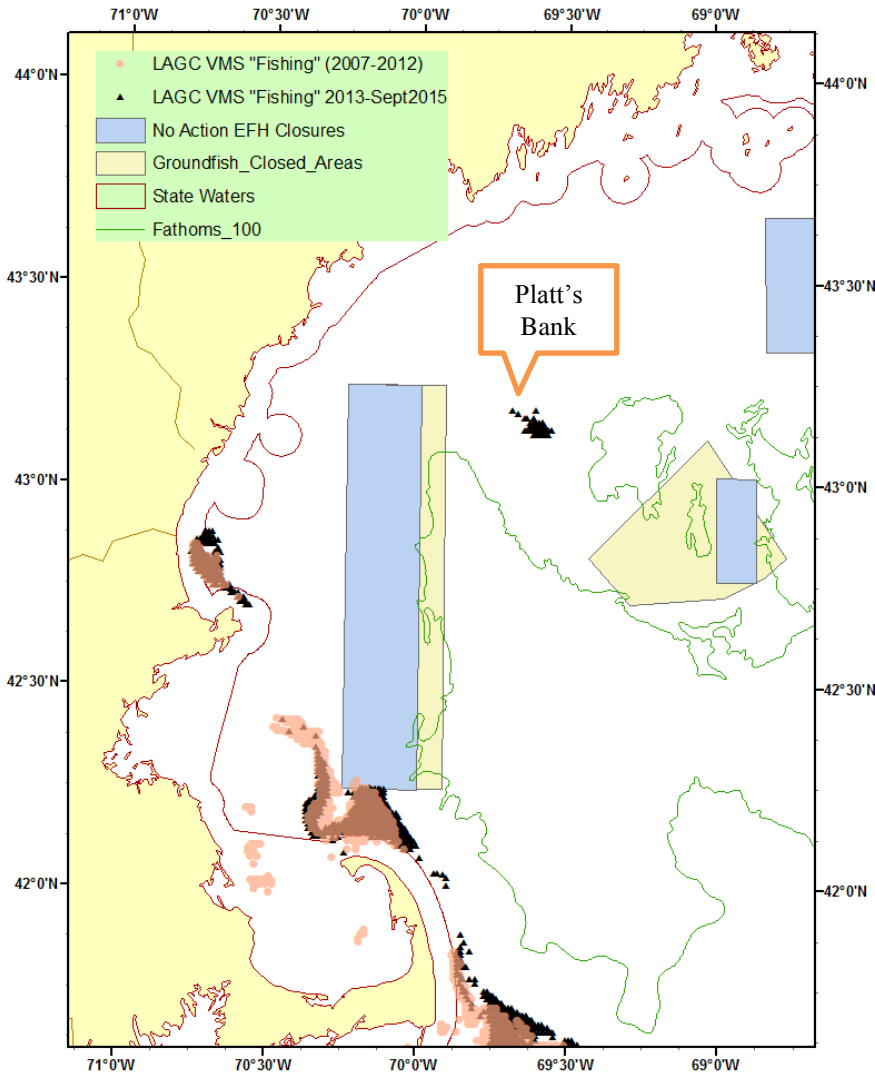 71°0'W 70°30'W 70°0'W 69°30'W 69°0'W
44°0'N 44°0'N
LAGC VMS "Fishing" (2007-2012)
LAGC VMS "Fishing" 2013-Sept2015
No Action EFH Closures
Groundfish_Closed_Areas
State Waters
Fathoms_100
43°30'N 43°30'N
Platt's
Bank
43°0'N 43°0'N
42°30'N 42°30'N
42°0'N 42°0'N
71°0'W 70°30'W 70°0'W 69°30'W 69°0'W